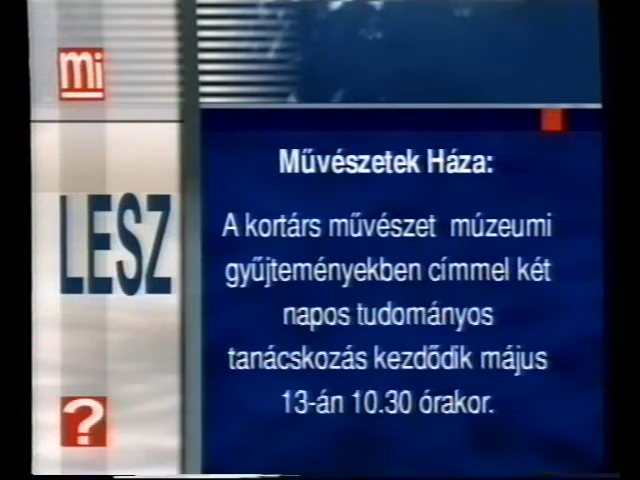 mi
LESZ
?
Művészetek Háza:
A kortárs művészet múzeumi
gyűjteményekben címmel két
napos tudományos
tanácskozás kezdődik május
13-án 10.30 órakor.